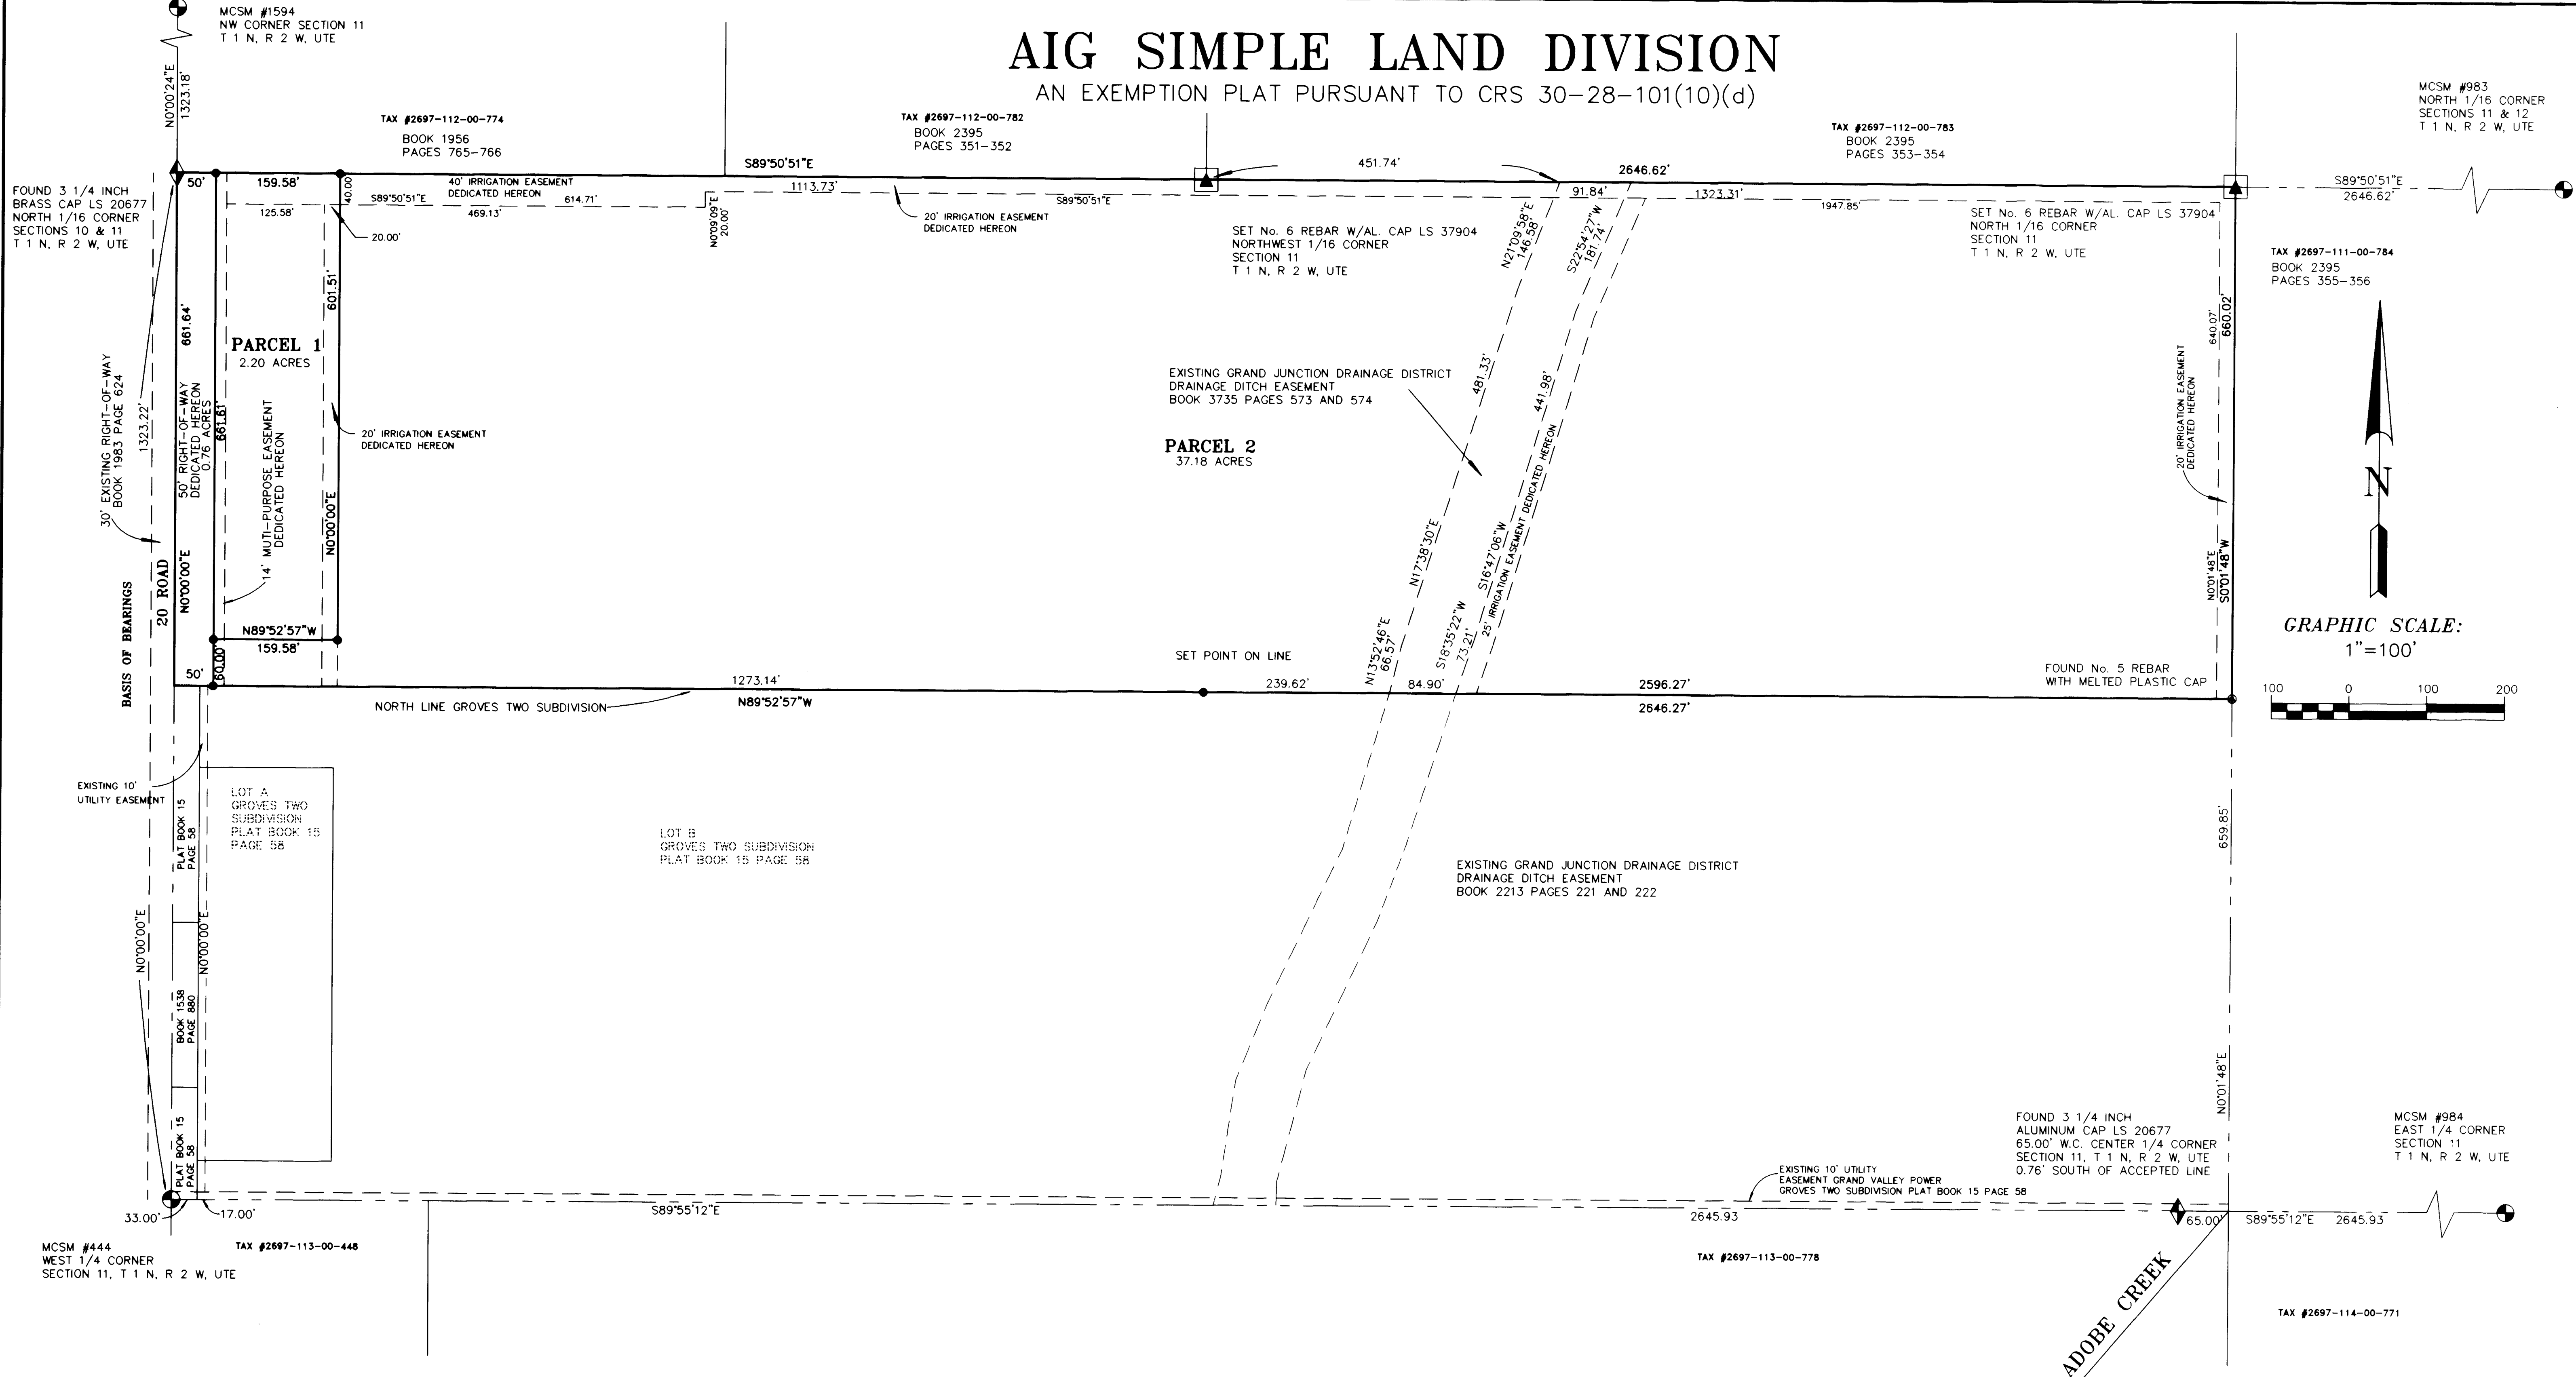 MCSM #1594
NW CORNER SECTION 11
T 1 N, R 2 W, UTE
AIG SIMPLE LAND DIVISION
AN EXEMPTION PLAT PURSUANT TO CRS 30-28-101(10)(d)
N0°00'24"E
1323.18'
TAX #2697-112-00-774
BOOK 1956
PAGES 765-766
TAX #2697-112-00-782
BOOK 2395
PAGES 351-352
TAX #2697-112-00-783
BOOK 2395
PAGES 353-354
MCSM #983
NORTH 1/16 CORNER
SECTIONS 11 & 12
T 1 N, R 2 W, UTE
FOUND 3 1/4 INCH
BRASS CAP LS 20677
NORTH 1/16 CORNER
SECTIONS 10 & 11
T 1 N, R 2 W, UTE
S89°50'51"E
451.74'
2646.62'
S89°50'51"E
2646.62'
50'
159.58'
40.00'
40' IRRIGATION EASEMENT
DEDICATED HEREON
S89°50'51"E
614.71'
125.58'
469.13'
20.00'
N0°09'09"E
20.00'
1113.73'
20' IRRIGATION EASEMENT
DEDICATED HEREON
S89°50'51"E
91.84'
1323.31'
1947.85'
SET No. 6 REBAR W/AL. CAP LS 37904
NORTHWEST 1/16 CORNER
SECTION 11
T 1 N, R 2 W, UTE
N21°09'58"E
146.58'
S22°54'27"W
181.74'
SET No. 6 REBAR W/AL. CAP LS 37904
NORTH 1/16 CORNER
SECTION 11
T 1 N, R 2 W, UTE
TAX #2697-111-00-784
BOOK 2395
PAGES 355-356
661.64'
601.51'
PARCEL 1
2.20 ACRES
30' EXISTING RIGHT-OF-WAY
BOOK 1983 PAGE 624
1323.22'
50' RIGHT-OF-WAY
DEDICATED HEREON
0.76 ACRES
661.61'
14' MUTI-PURPOSE EASEMENT
DEDICATED HEREON
20' IRRIGATION EASEMENT
DEDICATED HEREON
N0°00'00"E
EXISTING GRAND JUNCTION DRAINAGE DISTRICT
DRAINAGE DITCH EASEMENT
BOOK 3735 PAGES 573 AND 574
PARCEL 2
37.18 ACRES
481.33'
441.98'
25' IRRIGATION EASEMENT DEDICATED HEREON
N17°38'30"E
S16°47'06"W
N13°52'46"E
66.57'
S18°35'22"W
73.21'
640.07'
660.02'
20' IRRIGATION EASEMENT
DEDICATED HEREON
N0°01'48"E
S0°01'48"W
N
GRAPHIC SCALE:
1"=100'
100 0 100 200
BASIS OF BEARINGS
20 ROAD
N0°00'00"E
N89°52'57"W
159.58'
50'
60.00'
SET POINT ON LINE
FOUND No. 5 REBAR
WITH MELTED PLASTIC CAP
1273.14'
239.62'
84.90'
2596.27'
NORTH LINE GROVES TWO SUBDIVISION
N89°52'57"W
2646.27'
EXISTING 10'
UTILITY EASEMENT
PLAT BOOK 15
PAGE 58
LOT A
GROVES TWO
SUBDIVISION
PLAT BOOK 15
PAGE 58
LOT B
GROVES TWO SUBDIVISION
PLAT BOOK 15 PAGE 58
EXISTING GRAND JUNCTION DRAINAGE DISTRICT
DRAINAGE DITCH EASEMENT
BOOK 2213 PAGES 221 AND 222
659.85'
N0°00'00"E
N0°00'00"E
BOOK 1538
PAGE 880
PLAT BOOK 15
PAGE 58
N0°01'48"E
FOUND 3 1/4 INCH
ALUMINUM CAP LS 20677
65.00' W.C. CENTER 1/4 CORNER
SECTION 11, T 1 N, R 2 W, UTE
0.76' SOUTH OF ACCEPTED LINE
MCSM #984
EAST 1/4 CORNER
SECTION 11
T 1 N, R 2 W, UTE
EXISTING 10' UTILITY
EASEMENT GRAND VALLEY POWER
GROVES TWO SUBDIVISION PLAT BOOK 15 PAGE 58
33.00'
17.00'
S89°55'12"E
2645.93
65.00'
S89°55'12"E 2645.93
MCSM #444
WEST 1/4 CORNER
SECTION 11, T 1 N, R 2 W, UTE
TAX #2697-113-00-448
TAX #2697-113-00-778
ADOBE CREEK
TAX #2697-114-00-771